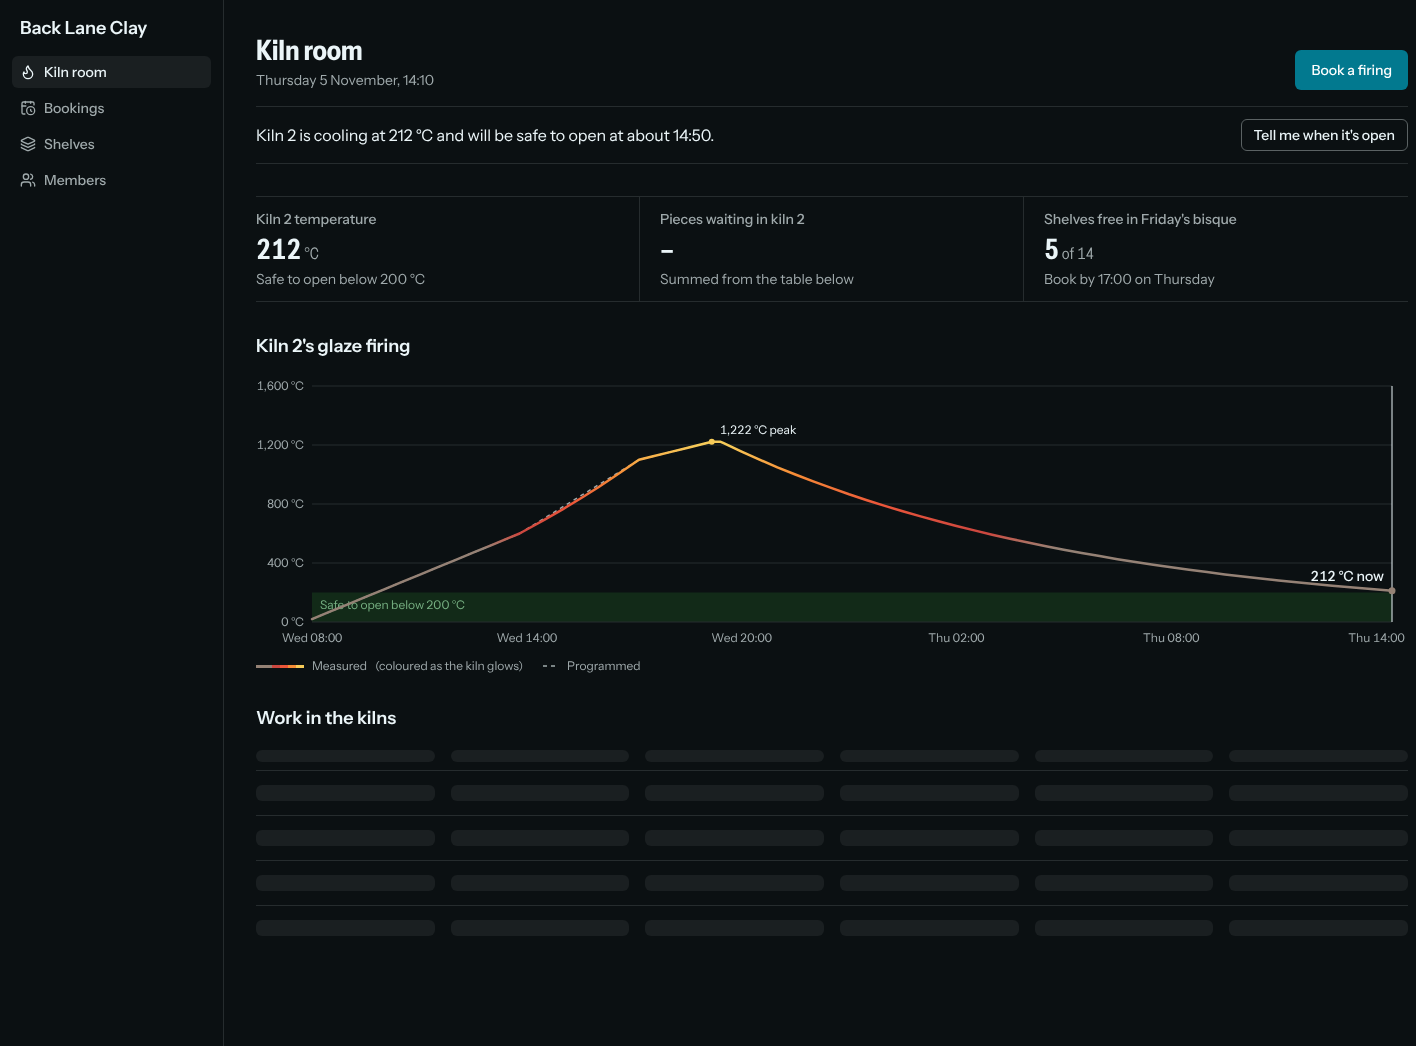 Back Lane Clay
Kiln room
Bookings
Shelves
Members
Kiln room
Thursday 5 November, 14:10
Book a firing
Kiln 2 is cooling at 212 °C and will be safe to open at about 14:50.
Tell me when it's open
Kiln 2 temperature
212 °C
Safe to open below 200 °C
Pieces waiting in kiln 2
–
Summed from the table below
Shelves free in Friday's bisque
5 of 14
Book by 17:00 on Thursday
Kiln 2's glaze firing
1,600 °C
1,200 °C
800 °C
400 °C
0 °C
1,222 °C peak
212 °C now
Safe to open below 200 °C
Wed 08:00
Wed 14:00
Wed 20:00
Thu 02:00
Thu 08:00
Thu 14:00
Measured (coloured as the kiln glows)
Programmed
Work in the kilns